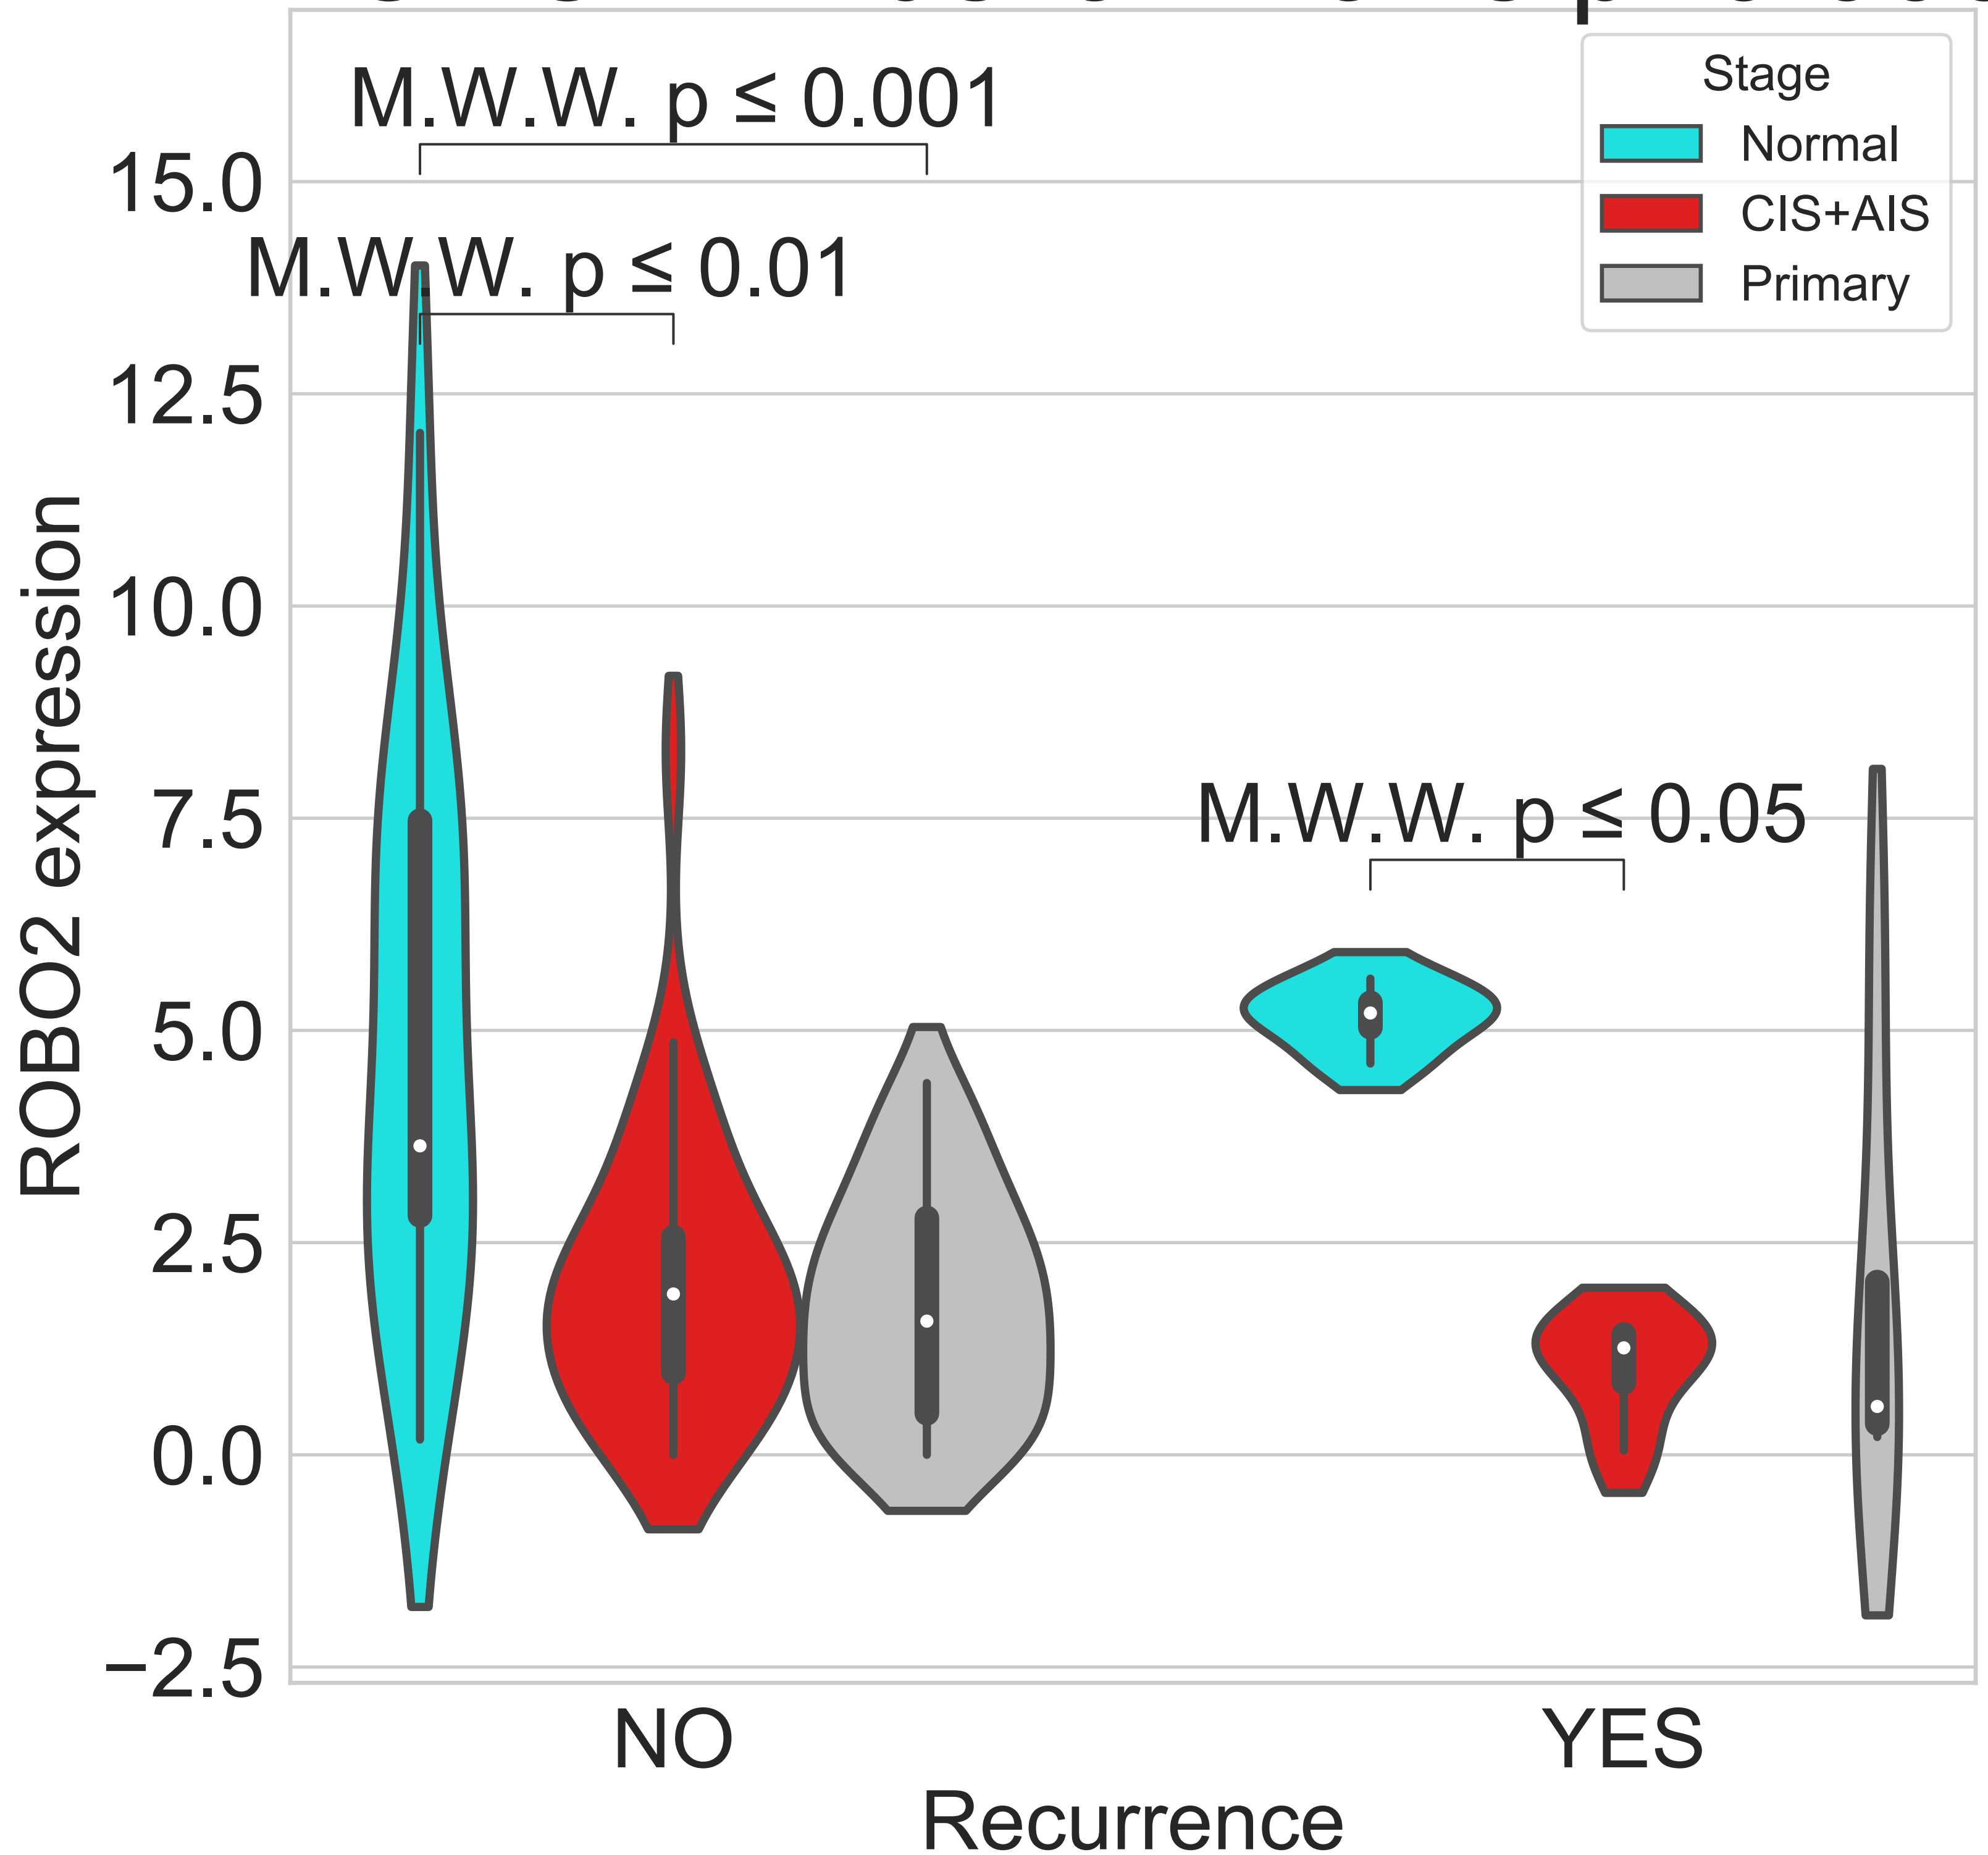 M.W.W. p ≤ 0.001
Stage
Normal
CIS+AIS
Primary
M.W.W. p ≤ 0.01
M.W.W. p ≤ 0.05
15.0
12.5
10.0
7.5
5.0
2.5
0.0
−2.5
ROBO2 expression
NO
YES
Recurrence